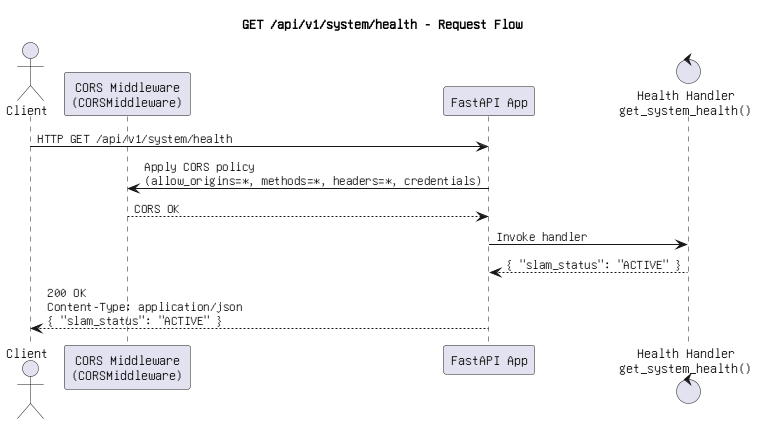 GET /api/v1/system/health - Request Flow
Client
CORS Middleware
(CORSMiddleware)
FastAPI App
Health Handler
get_system_health()
HTTP GET /api/v1/system/health
Apply CORS policy
(allow_origins=*, methods=*, headers=*, credentials)
CORS OK
Invoke handler
{ "slam_status": "ACTIVE" }
200 OK
Content-Type: application/json
{ "slam_status": "ACTIVE" }
Client
CORS Middleware
(CORSMiddleware)
FastAPI App
Health Handler
get_system_health()